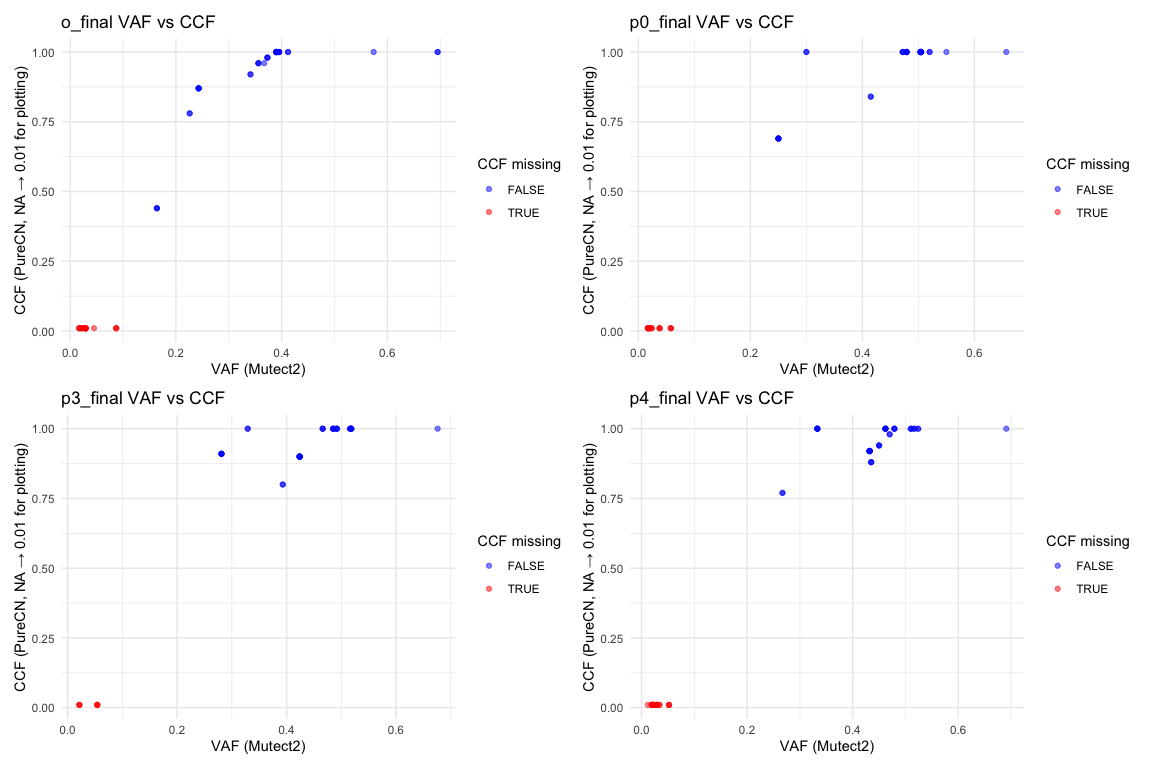 o_final VAF vs CCF
CCF (PureCN, NA → 0.01 for plotting)
1.00
0.75
0.50
0.25
0.00
0.0
0.2
0.4
0.6
VAF (Mutect2)
CCF missing
FALSE
TRUE
p0_final VAF vs CCF
CCF (PureCN, NA → 0.01 for plotting)
1.00
0.75
0.50
0.25
0.00
0.0
0.2
0.4
0.6
VAF (Mutect2)
CCF missing
FALSE
TRUE
p3_final VAF vs CCF
CCF (PureCN, NA → 0.01 for plotting)
1.00
0.75
0.50
0.25
0.00
0.0
0.2
0.4
0.6
VAF (Mutect2)
CCF missing
FALSE
TRUE
p4_final VAF vs CCF
CCF (PureCN, NA → 0.01 for plotting)
1.00
0.75
0.50
0.25
0.00
0.0
0.2
0.4
0.6
VAF (Mutect2)
CCF missing
FALSE
TRUE